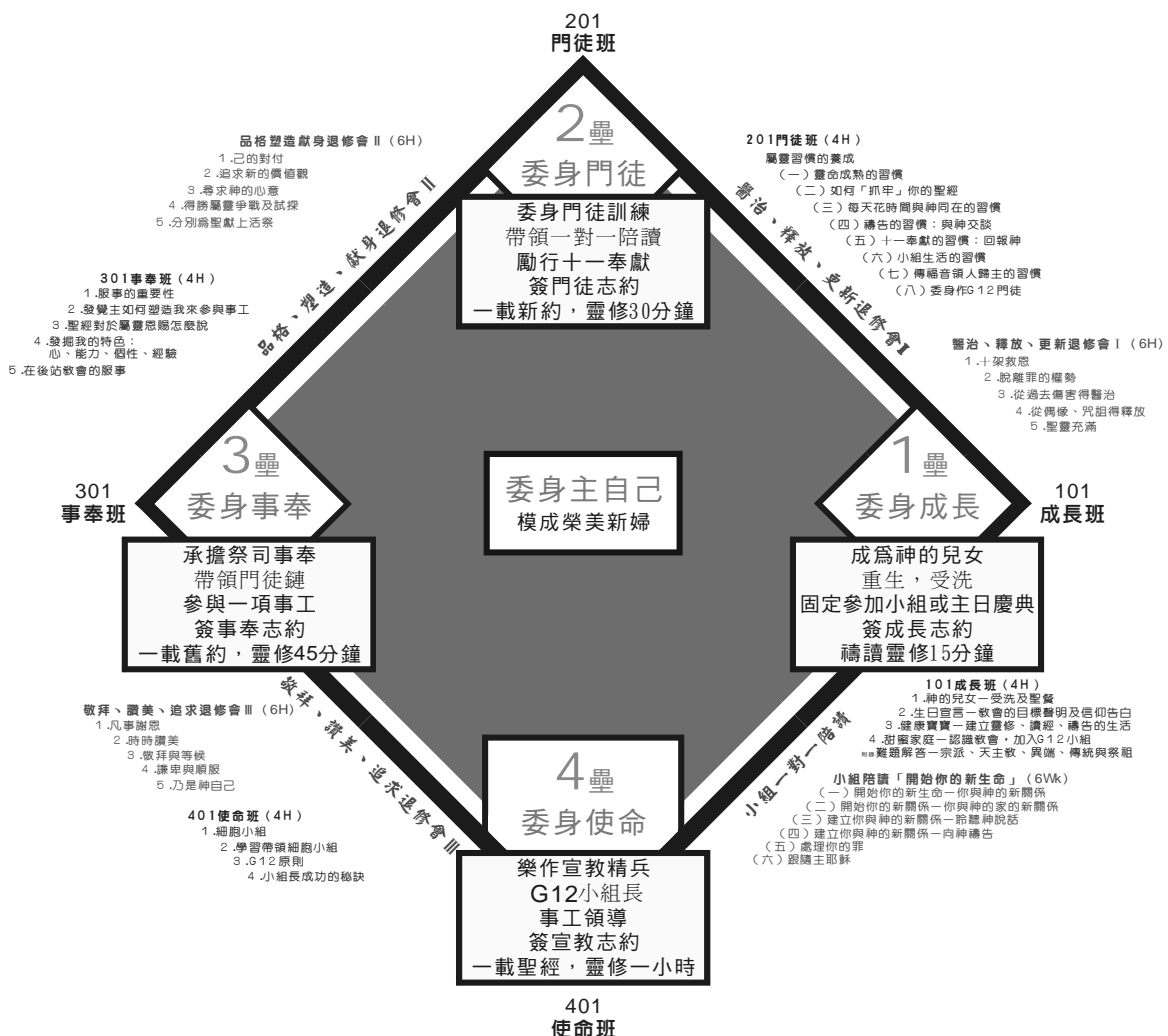 201
門徒班
2壘
委身門徒
委身門徒訓練
帶領一對一陪讀
勵行十一奉獻
簽門徒志約
一載新約，靈修30分鐘
品格塑造獻身退修會Ⅱ(6H)
1.己的對付
2.追求新的價值觀
3.尋求神的心意
4.得勝屬靈爭戰及試探
5.分別為聖獻上活祭
品格、塑造、獻身退修會Ⅱ
301事奉班(4H)
1.服事的重要性
2.發覺主如何塑造我來參與事工
3.聖經對於屬靈恩賜怎麼說
4.發掘我的特色：
心、能力、個性、經驗
5.在後站教會的服事
201門徒班(4H)
屬靈習慣的養成
(一)靈命成熟的習慣
(二)如何「抓牢」你的聖經
(三)每天花時間與神同在的習慣
(四)禱告的習慣：與神交談
(五)十一奉獻的習慣：回報神
(六)小組生活的習慣
(七)傳福音領人歸主的習慣
(八)委身作G12門徒
醫治、釋放、更新退修會Ⅰ
醫治、釋放、更新退修會Ⅰ(6H)
1.十架救恩
2.脫離罪的權勢
3.從過去傷害得醫治
4.從偶像、咒詛得釋放
5.聖靈充滿
301
事奉班
3壘
委身事奉
承擔祭司事奉
帶領門徒鏈
參與一項事工
簽事奉志約
一載舊約，靈修45分鐘
委身主自己
模成榮美新婦
1壘
委身成長
101
成長班
成為神的兒女
重生，受洗
固定參加小組或主日慶典
簽成長志約
禱讀靈修15分鐘
敬拜、讚美、追求退修會Ⅲ(6H)
1.凡事謝恩
2.時時讚美
3.敬拜與等候
4.謙卑與順服
5.乃是神自己
敬拜、讚美、追求退修會Ⅲ
401使命班(4H)
1.細胞小組
2.學習帶領細胞小組
3.G12原則
4.小組長成功的秘訣
101成長班(4H)
1.神的兒女－受洗及聖餐
2.生日宣言－教會的目標聲明及信仰告白
3.健康寶寶－建立靈修、讀經、禱告的生活
4.甜蜜家庭－認識教會，加入G12小組
附錄難題解答－宗派、天主教、異端、傳統與祭祖
小組一對一陪讀
小組陪讀「開始你的新生命」(6Wk)
(一)開始你的新生命－你與神的新關係
(二)開始你的新關係－你與神的家的新關係
(三)建立你與神的新關係－聆聽神說話
(四)建立你與神的新關係－向神禱告
(五)處理你的罪
(六)跟隨主耶穌
4壘
委身使命
樂作宣教精兵
G12小組長
事工領導
簽宣教志約
一載聖經，靈修一小時
401
使命班